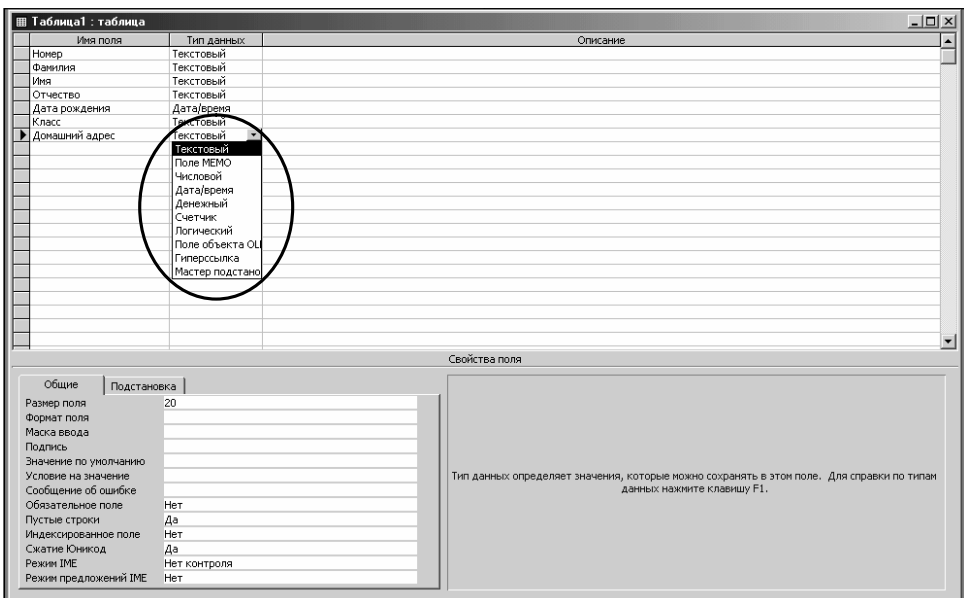 Таблица1 : таблица
Имя поля Тип данных Описание
Номер Текстовый
Фамилия Текстовый
Имя Текстовый
Отчество Текстовый
Дата рождения Дата/время
Класс Текстовый
Домашний адрес Текстовый
Текстовый
Поле МЕМО
Числовой
Дата/время
Денежный
Счетчик
Логический
Поле объекта OLE
Гиперссылка
Мастер подстано
Свойства поля
Общие Подстановка
Размер поля 20
Формат поля
Маска ввода
Подпись
Значение по умолчанию
Условие на значение
Сообщение об ошибке
Обязательное поле Нет
Пустые строки Да
Индексированное поле Нет
Сжатие Юникод Да
Режим IME Нет контроля
Режим предложений IME Нет
Тип данных определяет значения, которые можно сохранять в этом поле. Для справки по типам
данных нажмите клавишу F1.